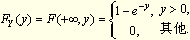 F_Y(y) = F(+∞, y) = { 1 − e^{−y}, y > 0,
0, 其他.